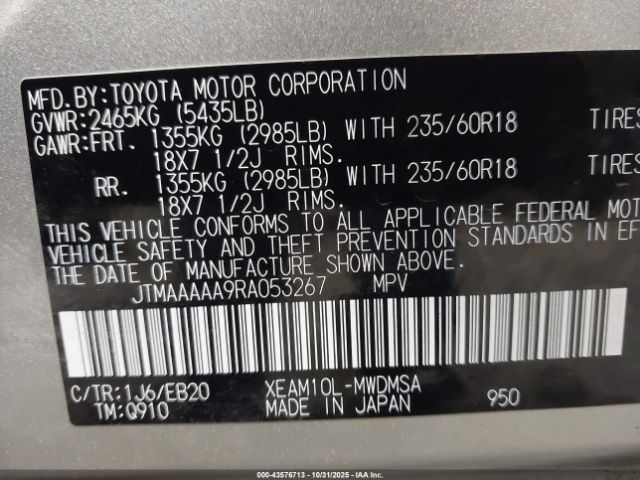 MFD.BY:TOYOTA MOTOR CORPORATION
GVWR:2465KG (5435LB)
GAWR:FRT. 1355KG (2985LB) WITH 235/60R18 TIRES
18X7 1/2J RIMS.
RR. 1355KG (2985LB) WITH 235/60R18 TIRES
18X7 1/2J RIMS.
THIS VEHICLE CONFORMS TO ALL APPLICABLE FEDERAL MOT
VEHICLE SAFETY AND THEFT PREVENTION STANDARDS IN EF
THE DATE OF MANUFACTURE SHOWN ABOVE.
JTMAAAAA9RA053267 MPV
C/TR:1J6/EB20 XEAM10L-MWDMSA 950
TM:Q910 MADE IN JAPAN
000-43576713 - 10/31/2025 - COPART